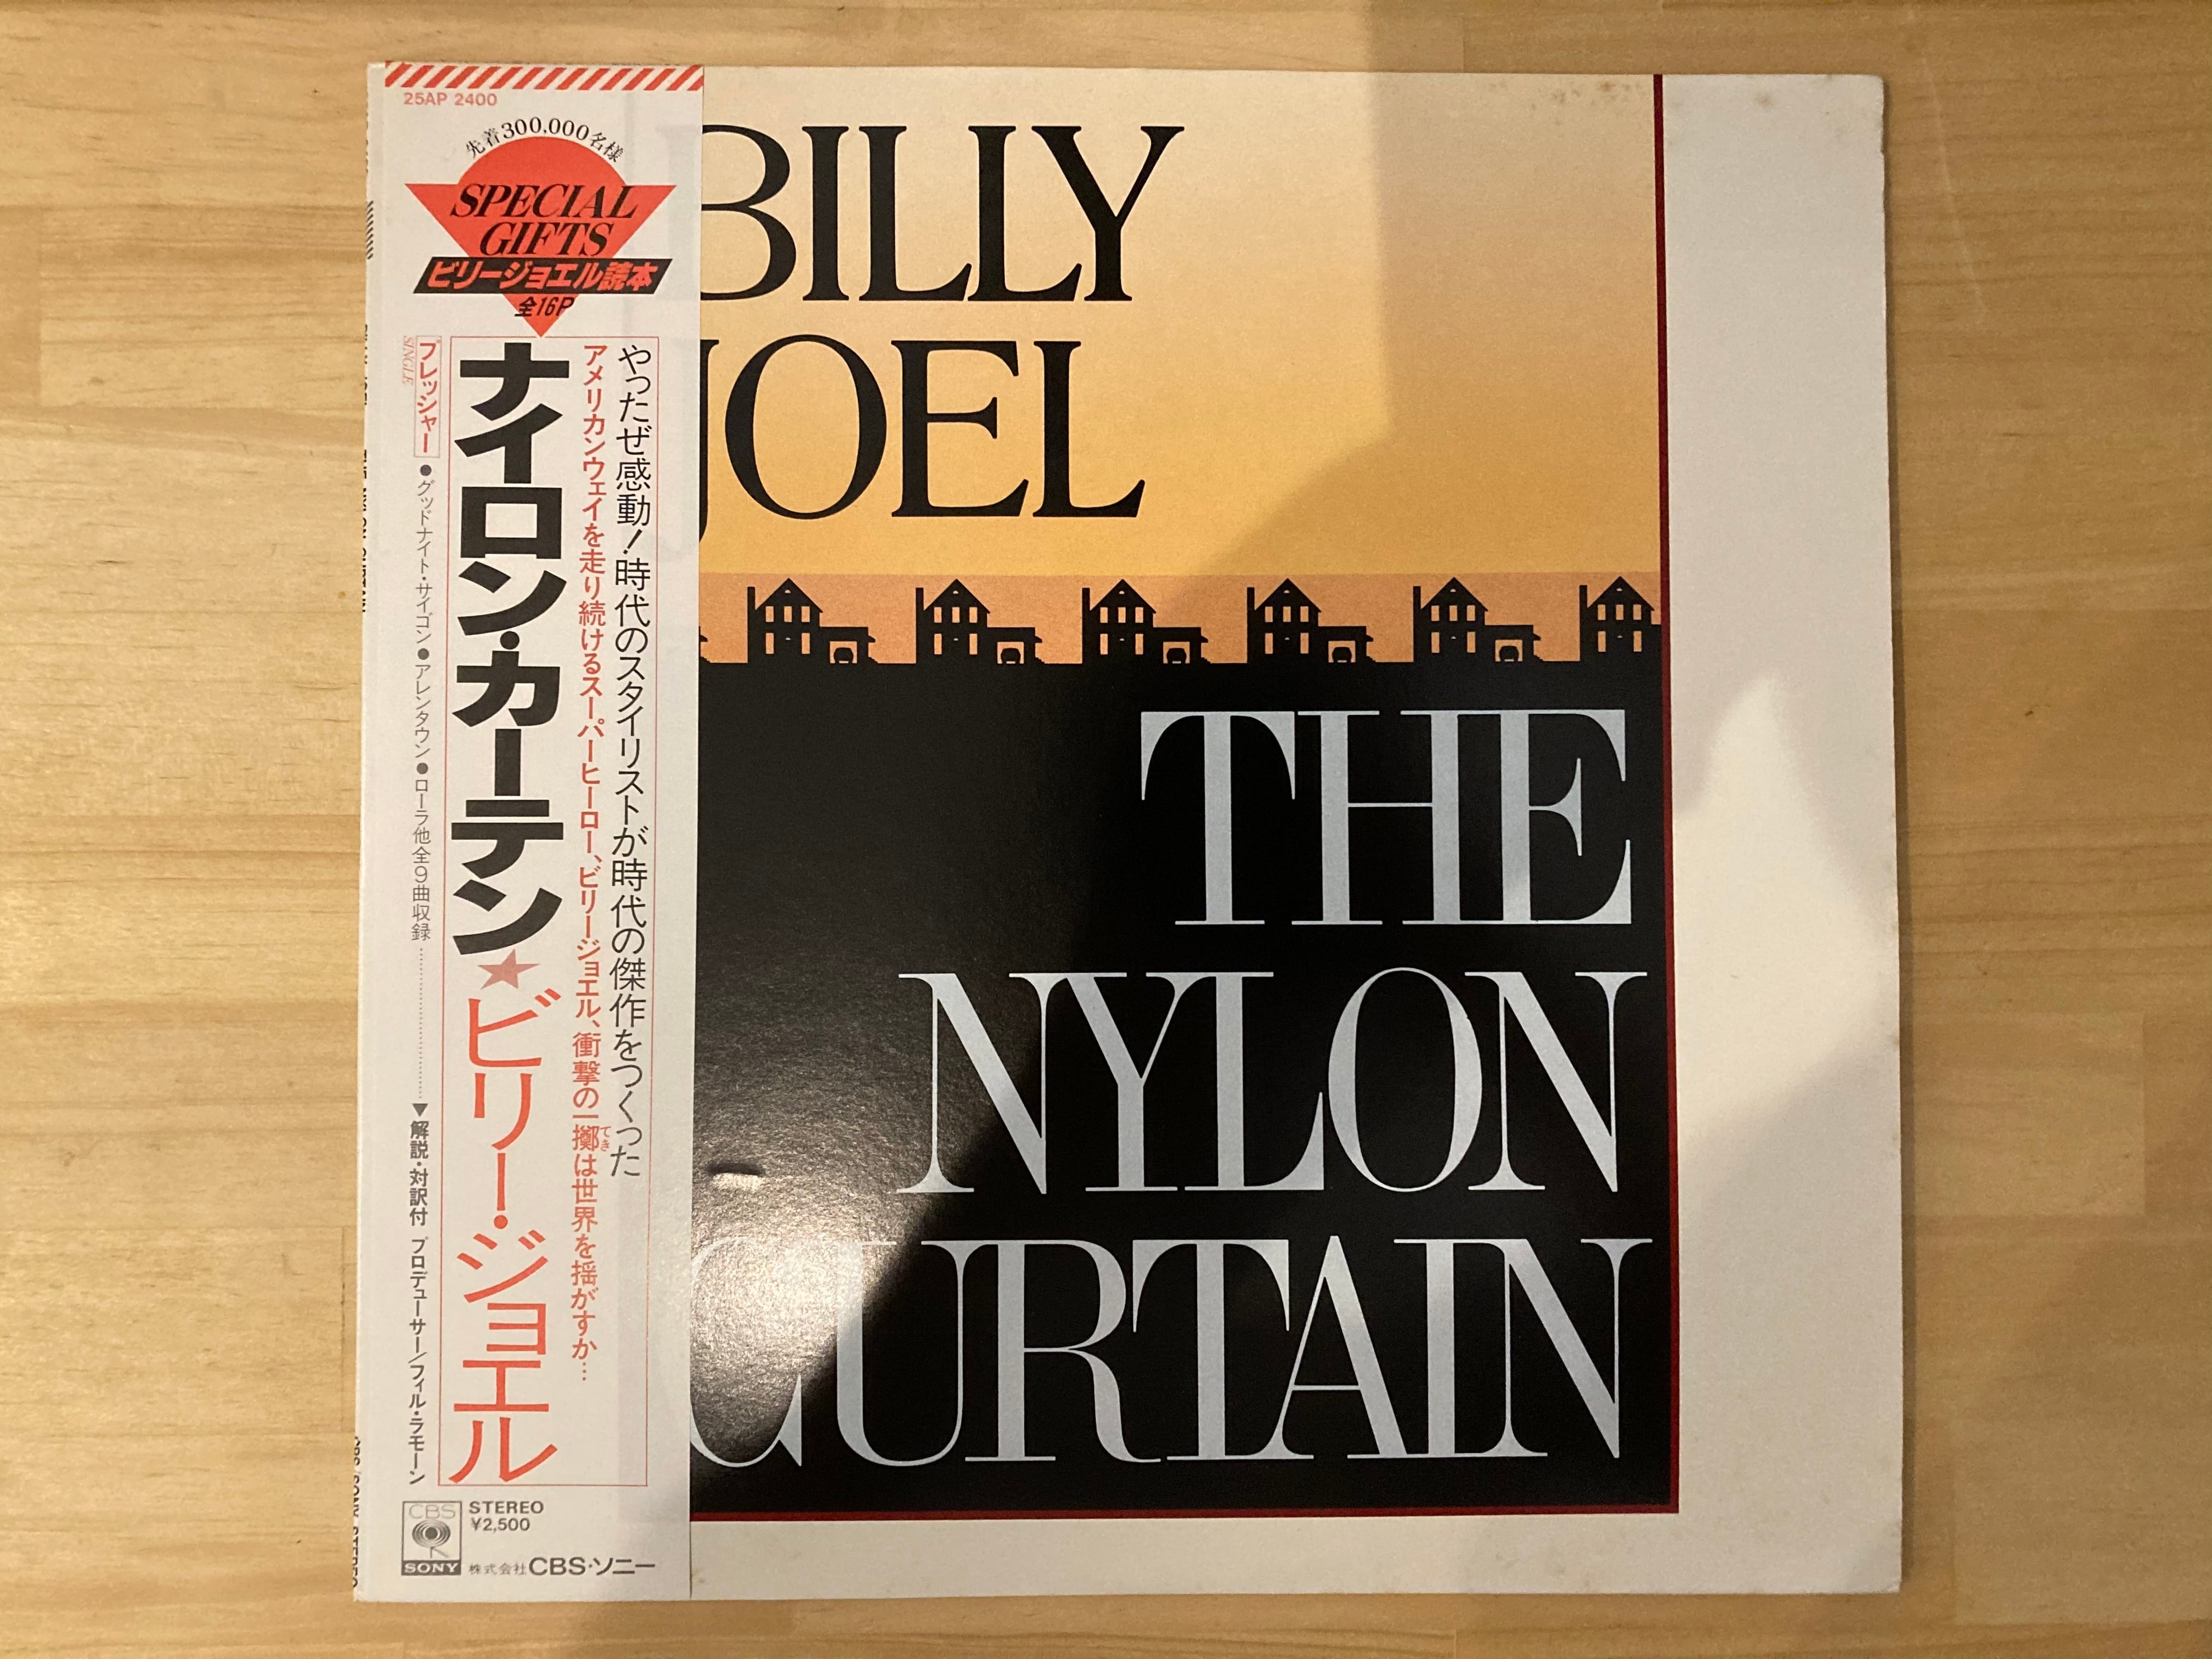 25AP 2400
先着300.000名様
SPECIAL
GIFTS
ビリージョエル読本
全16P
やったぜ感動!時代のスタイリストが時代の傑作をつくった
アメリカンウェイを走り続けるスーパーヒーロー、ビリージョエル、衝撃の一擲は世界を揺がすか…
てき
ナイロン・カーテン★ビリー・ジョエル
プレッシャー
SINGLE
●グッドナイト・サイゴン●アレンタウン●ローラ他全9曲収録
▼解説・対訳付 プロデューサー/フィル・ラモーン
CBS
SONY
STEREO
¥2,500
株式会社CBS・ソニー
BILLY
JOEL
THE
NYLON
CURTAIN